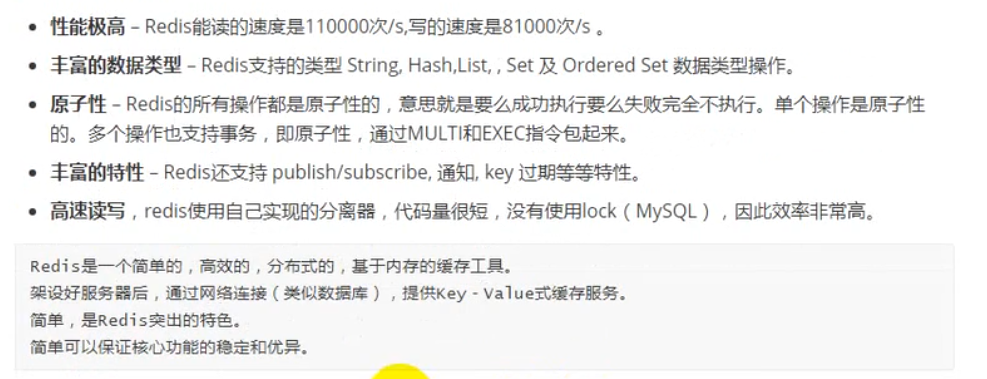 性能极高 – Redis能读的速度是110000次/s,写的速度是81000次/s 。
丰富的数据类型 – Redis支持的类型 String, Hash,List, , Set 及 Ordered Set 数据类型操作。
原子性 – Redis的所有操作都是原子性的，意思就是要么成功执行要么失败完全不执行。单个操作是原子性
的。多个操作也支持事务，即原子性，通过MULTI和EXEC指令包起来。
丰富的特性 – Redis还支持 publish/subscribe, 通知, key 过期等等特性。
高速读写，redis使用自己实现的分离器，代码量很短，没有使用lock（MySQL），因此效率非常高。
Redis是一个简单的，高效的，分布式的，基于内存的缓存工具。
架设好服务器后，通过网络连接（类似数据库），提供Key－Value式缓存服务。
简单，是Redis突出的特色。
简单可以保证核心功能的稳定和优异。